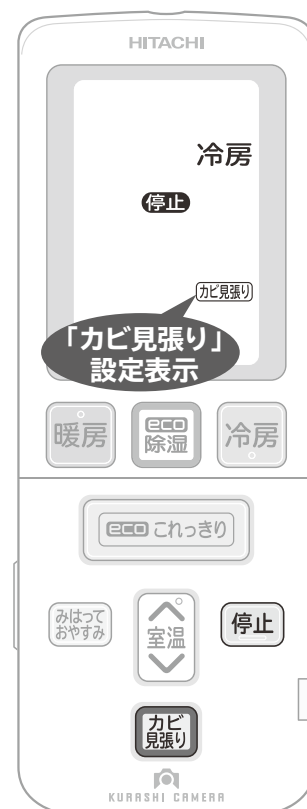 HITACHI
冷房
停止
カビ見張り
「カビ見張り」
設定表示
暖房
eco
除湿
冷房
eco これっきり
みはって
おやすみ
室温
停止
カビ
見張り
KURASHI CAMERA